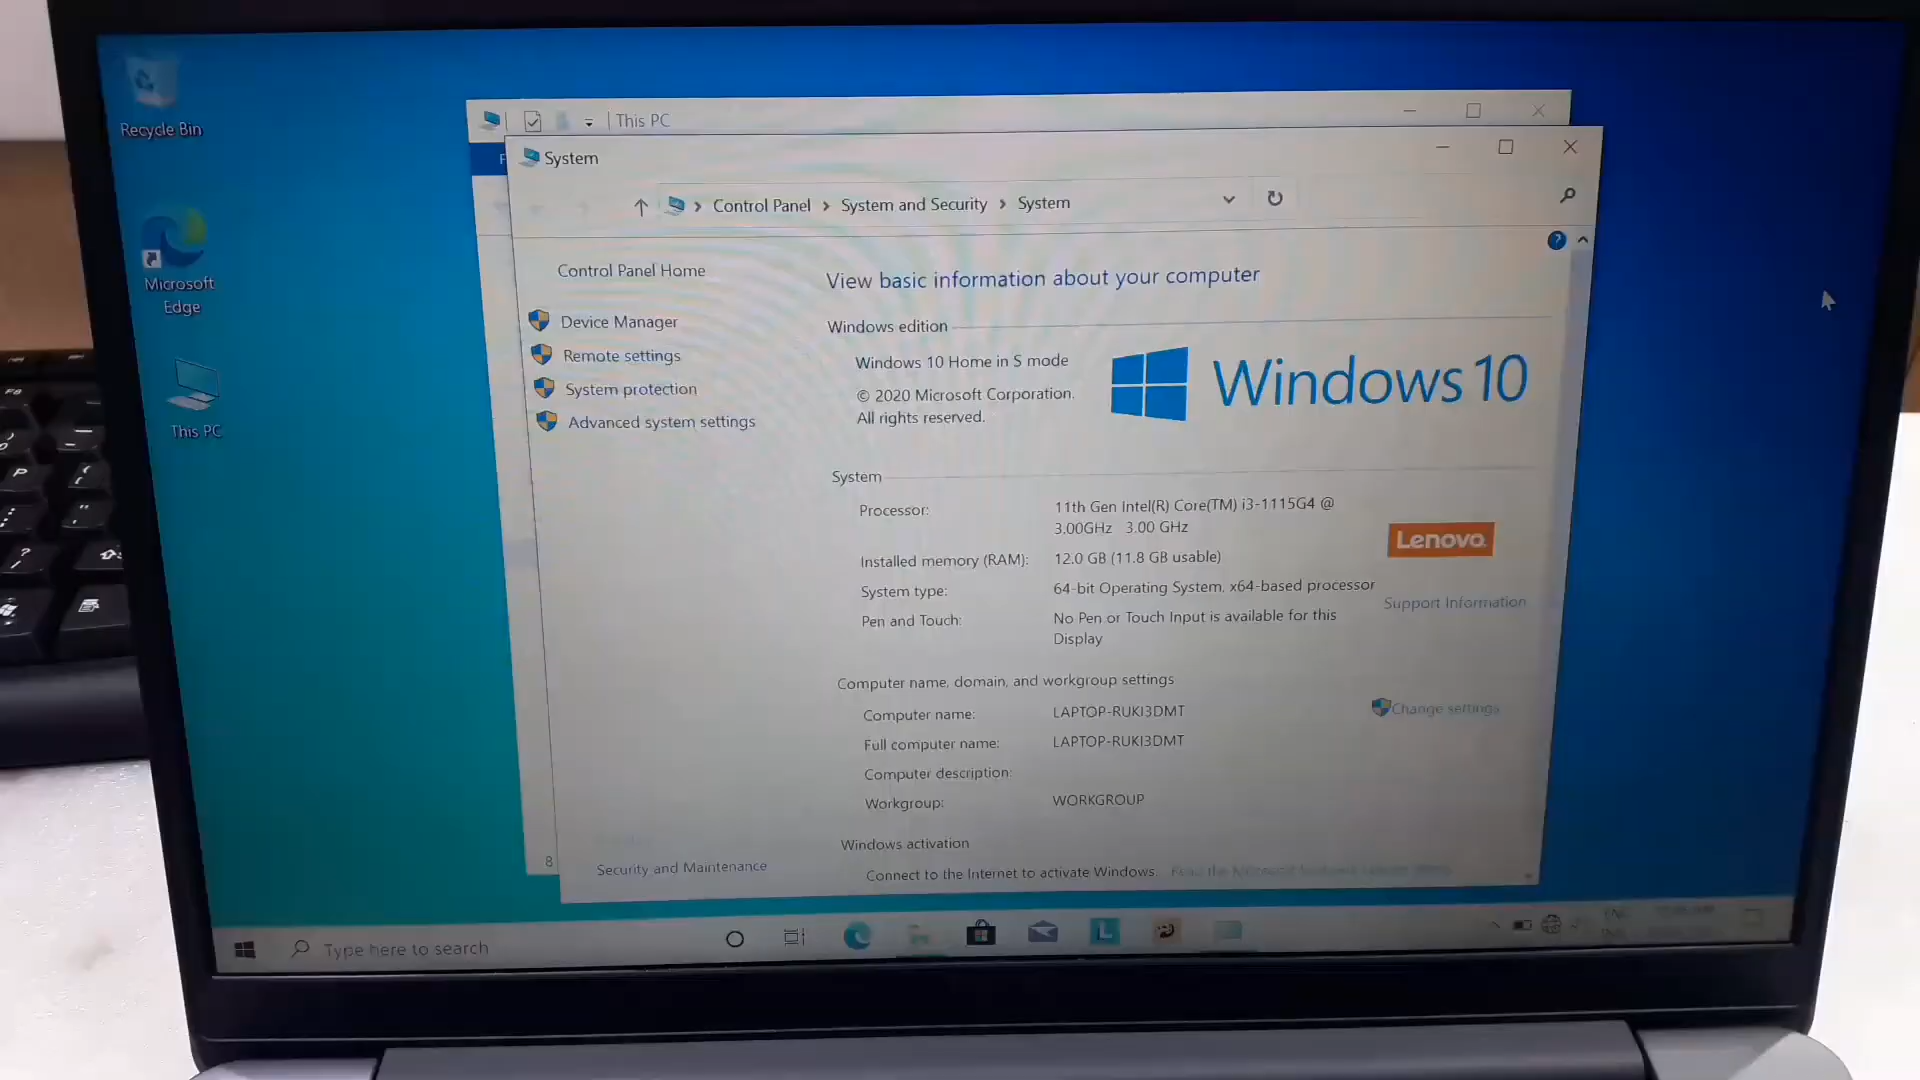 Recycle Bin
Microsoft
Edge
This PC
This PC
System
Control Panel > System and Security > System
Control Panel Home
Device Manager
Remote settings
System protection
Advanced system settings
Security and Maintenance
View basic information about your computer
Windows edition
Windows 10 Home in S mode
© 2020 Microsoft Corporation.
All rights reserved.
Windows 10
System
Processor: 11th Gen Intel(R) Core(TM) i3-1115G4 @
3.00GHz 3.00 GHz
Installed memory (RAM): 12.0 GB (11.8 GB usable)
System type: 64-bit Operating System, x64-based processor
Pen and Touch: No Pen or Touch Input is available for this
Display
Lenovo
Support Information
Computer name, domain, and workgroup settings
Computer name: LAPTOP-RUKI3DMT
Change settings
Full computer name: LAPTOP-RUKI3DMT
Computer description:
Workgroup: WORKGROUP
Windows activation
Connect to the Internet to activate Windows.
8
Type here to search
F8
P
?